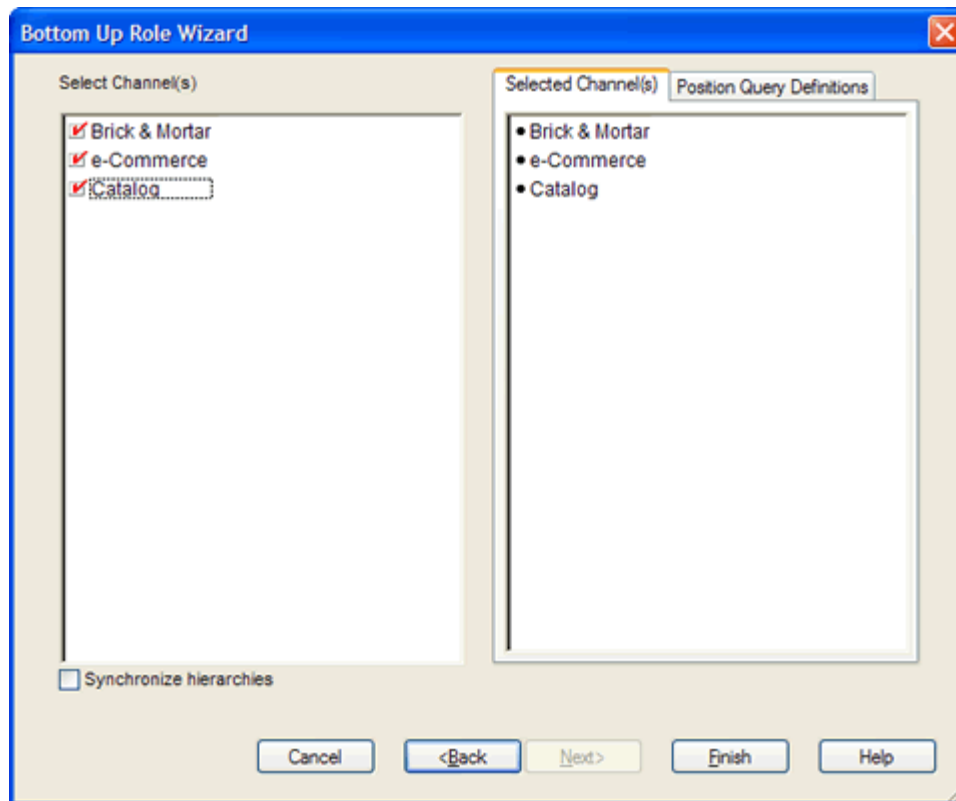 Bottom Up Role Wizard
Select Channel(s)
Brick & Mortar
e-Commerce
Catalog
Selected Channel(s)
Position Query Definitions
Brick & Mortar
e-Commerce
Catalog
Synchronize hierarchies
Cancel
<Back
Next>
Finish
Help